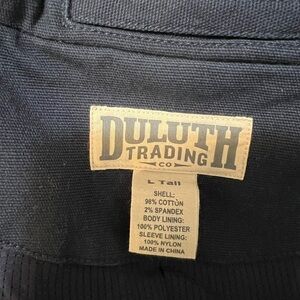 DULUTH
TRADING
CO
L Tall
SHELL:
98% COTTON
2% SPANDEX
BODY LINING:
100% POLYESTER
SLEEVE LINING:
100% NYLON
MADE IN CHINA